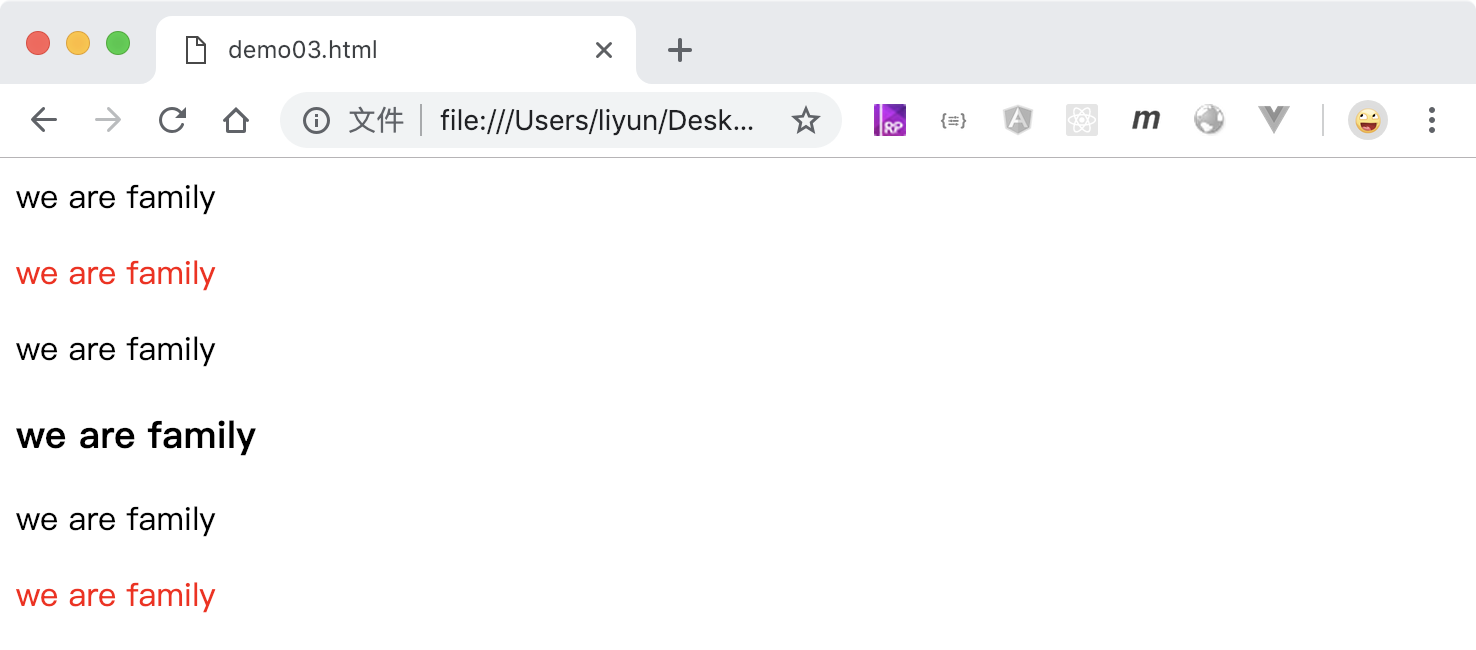 demo03.html
文件 file:///Users/liyun/Desk...
RP
{≡}
A
m
we are family
we are family
we are family
we are family
we are family
we are family